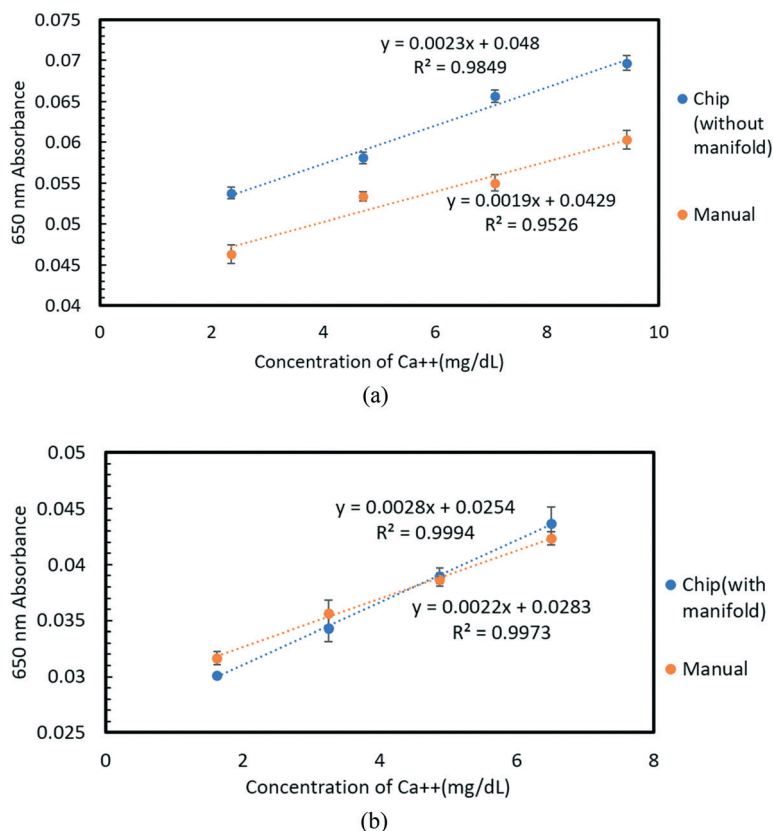 0.075
0.07
0.065
0.06
0.055
0.05
0.045
0.04
650 nm Absorbance
y = 0.0023x + 0.048
R² = 0.9849
y = 0.0019x + 0.0429
R² = 0.9526
Chip
(without
manifold)
Manual
0 2 4 6 8 10
Concentration of Ca++(mg/dL)
(a)
0.05
0.045
0.04
0.035
0.03
0.025
650 nm Absorbance
y = 0.0028x + 0.0254
R² = 0.9994
y = 0.0022x + 0.0283
R² = 0.9973
Chip(with
manifold)
Manual
0 2 4 6 8
Concentration of Ca++(mg/dL)
(b)